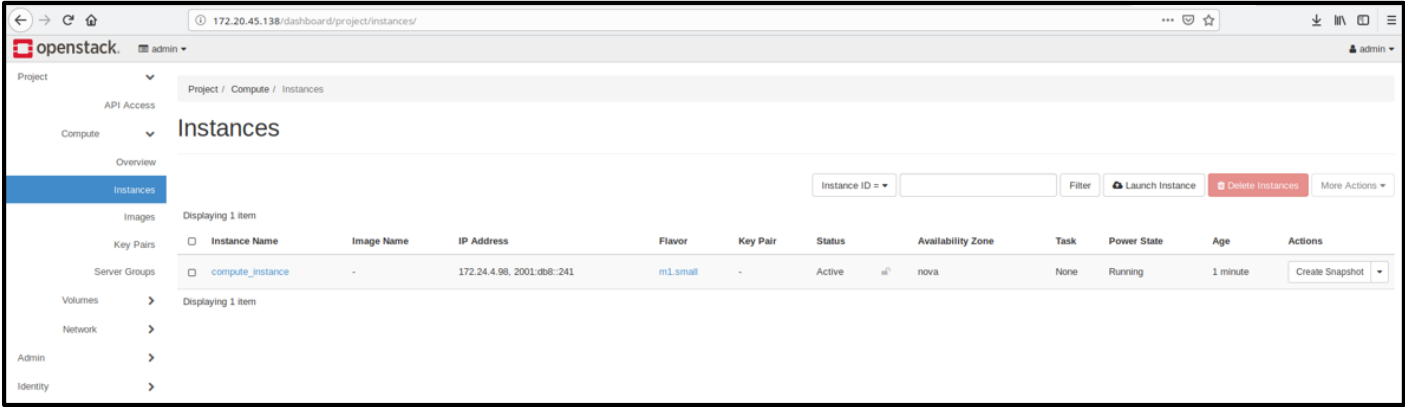 172.20.45.138/dashboard/project/instances/
openstack. admin admin
Project
API Access
Compute
Overview
Instances
Images
Key Pairs
Server Groups
Volumes
Network
Admin
Identity
Project / Compute / Instances
Instances
Instance ID = Filter Launch Instance Delete Instances More Actions
Displaying 1 item
Instance Name Image Name IP Address Flavor Key Pair Status Availability Zone Task Power State Age Actions
compute_instance - 172.24.4.98, 2001:db8::241 m1.small - Active nova None Running 1 minute Create Snapshot
Displaying 1 item